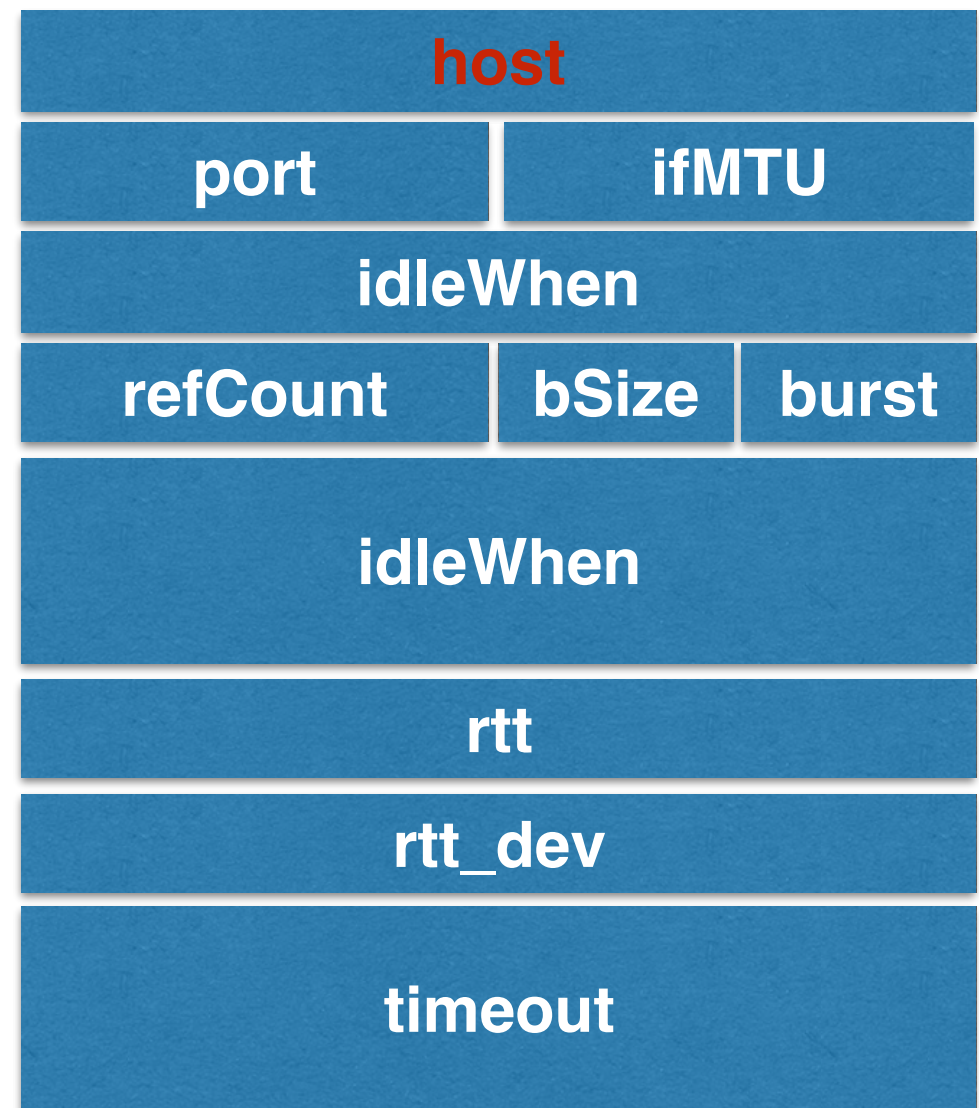 host
port ifMTU
idleWhen
refCount bSize burst
idleWhen
rtt
rtt_dev
timeout